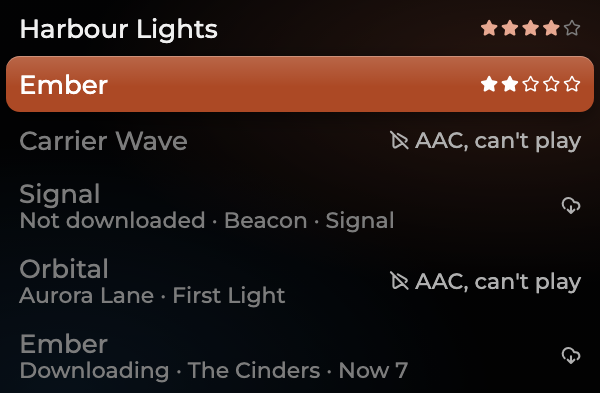 Harbour Lights
Ember
Carrier Wave AAC, can't play
Signal
Not downloaded · Beacon · Signal
Orbital AAC, can't play
Aurora Lane · First Light
Ember
Downloading · The Cinders · Now 7